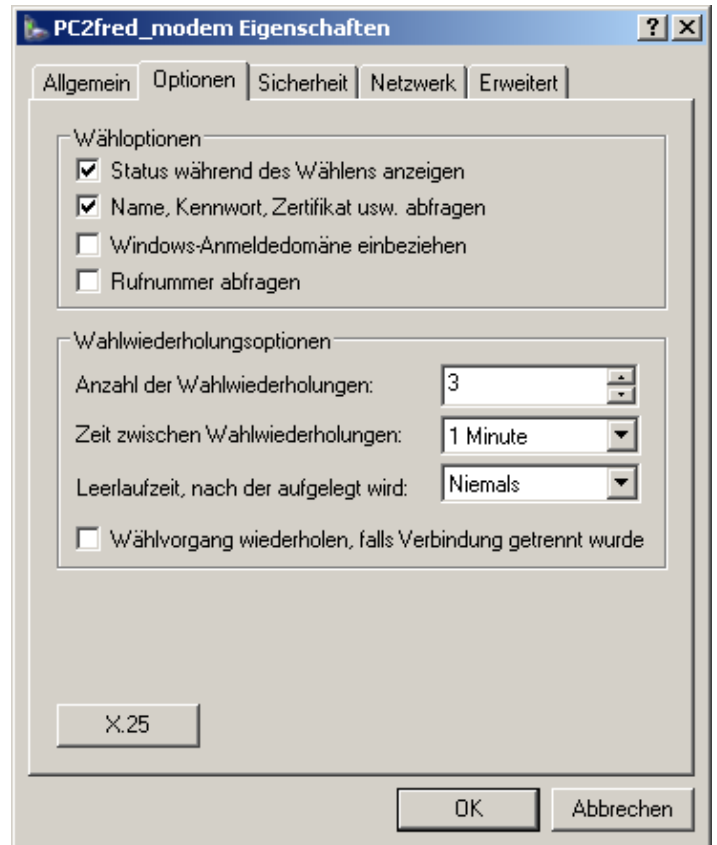 PC2fred_modem Eigenschaften
Allgemein Optionen Sicherheit Netzwerk Erweitert
Wähloptionen
Status während des Wählens anzeigen
Name, Kennwort, Zertifikat usw. abfragen
Windows-Anmeldedomäne einbeziehen
Rufnummer abfragen
Wahlwiederholungsoptionen
Anzahl der Wahlwiederholungen: 3
Zeit zwischen Wahlwiederholungen: 1 Minute
Leerlaufzeit, nach der aufgelegt wird: Niemals
Wählvorgang wiederholen, falls Verbindung getrennt wurde
X.25
OK Abbrechen